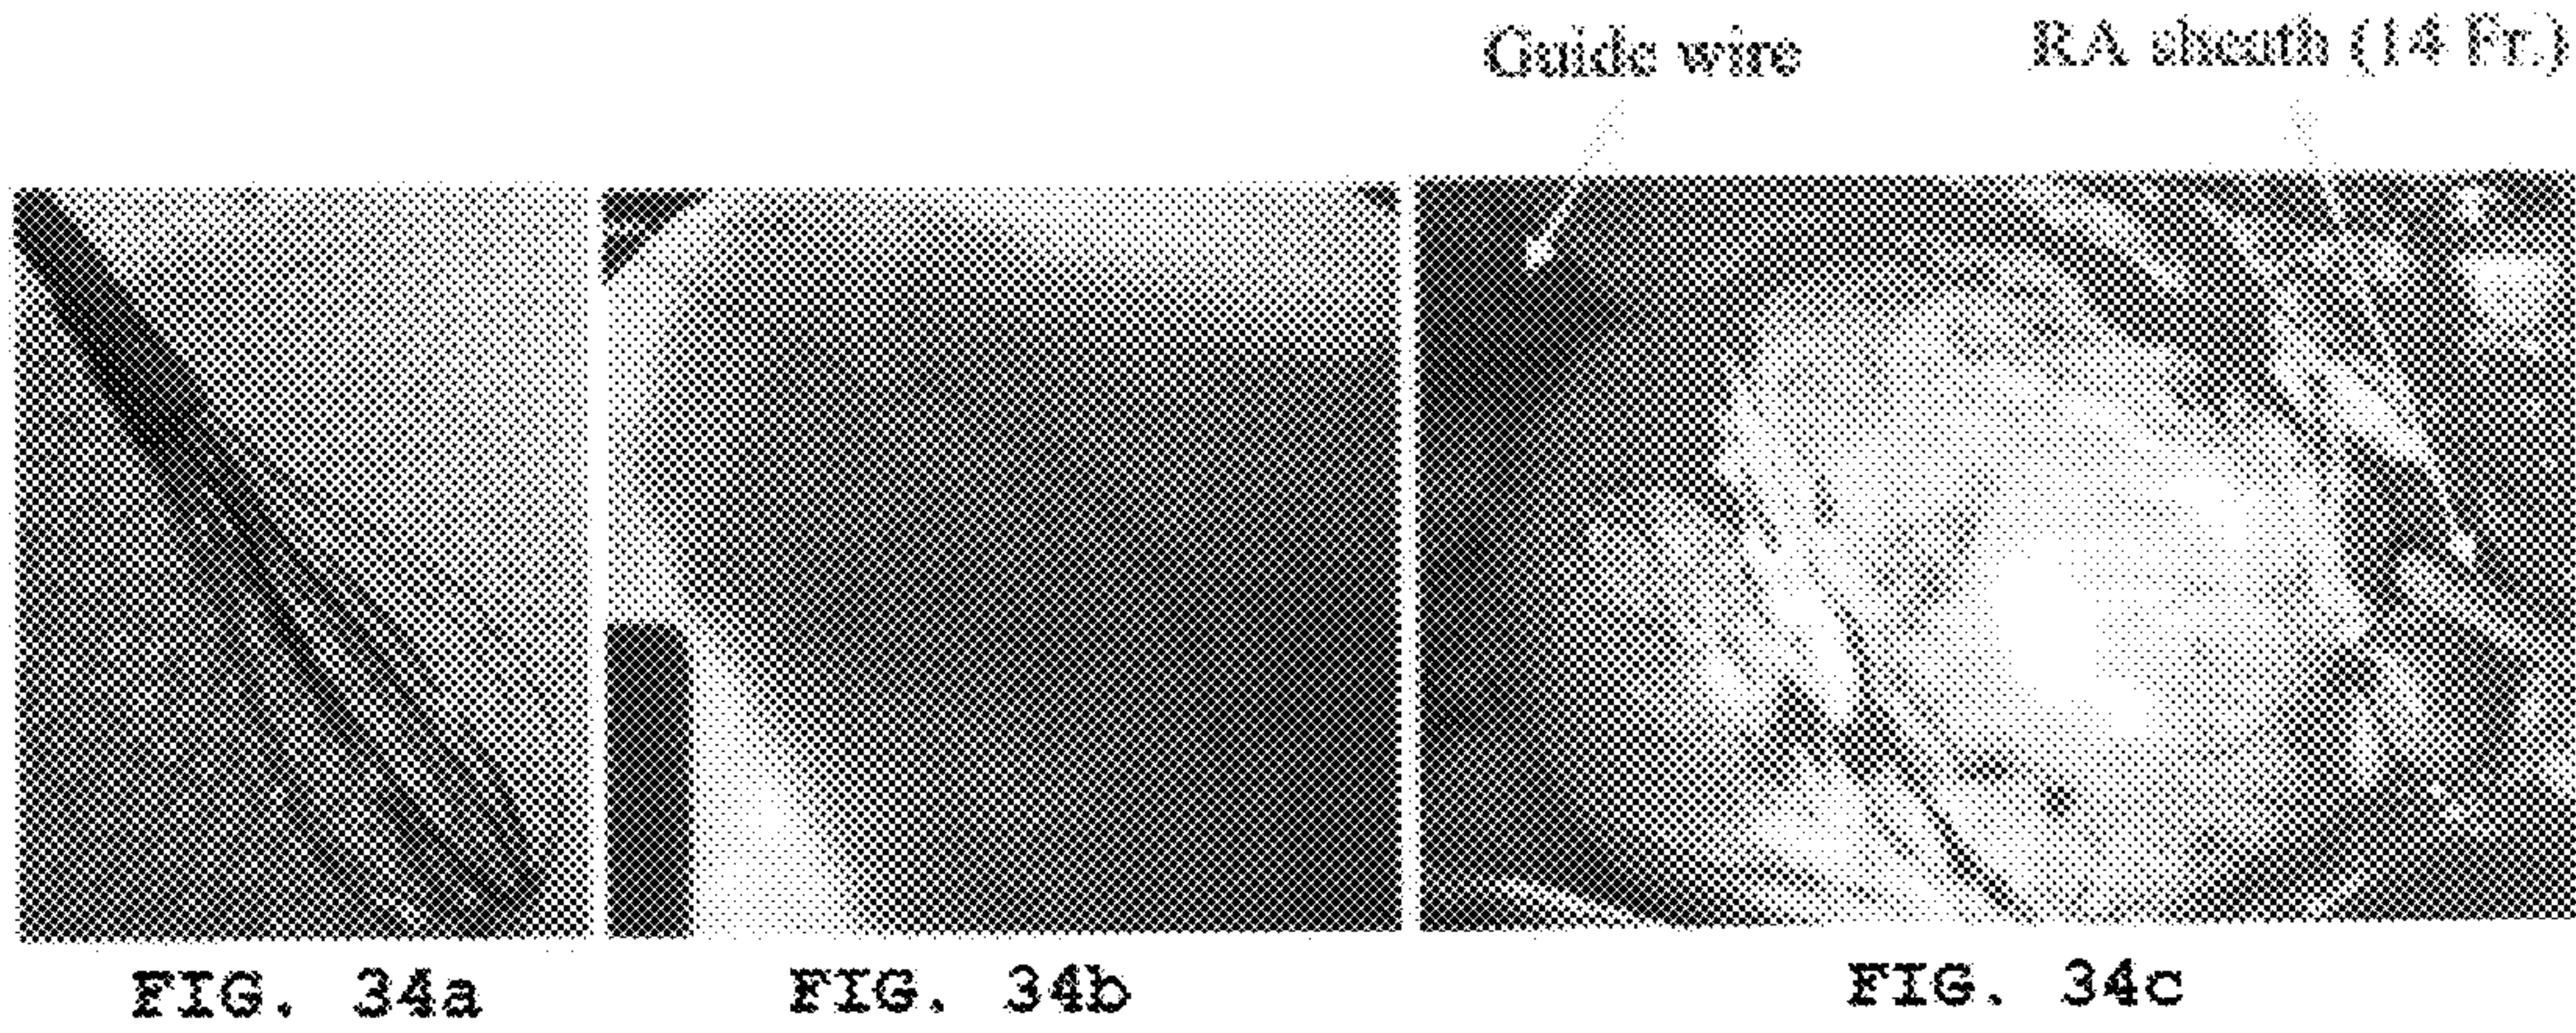 Guide wire
RA sheath (14 Fr.)
FIG. 34a
FIG. 34b
FIG. 34c